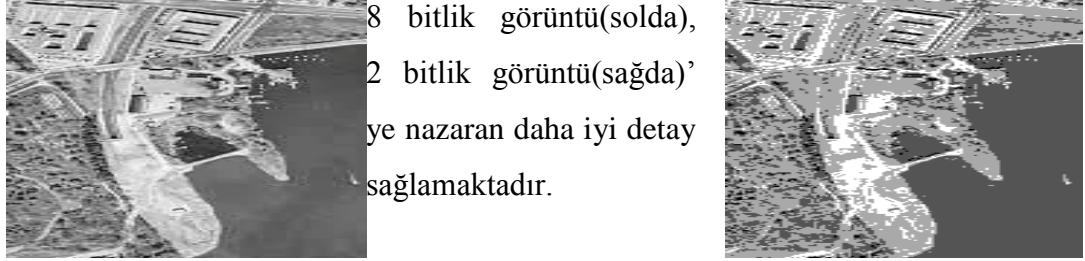 8 bitlik görüntü(solda),
2 bitlik görüntü(sağda)’
ye nazaran daha iyi detay
sağlamaktadır.